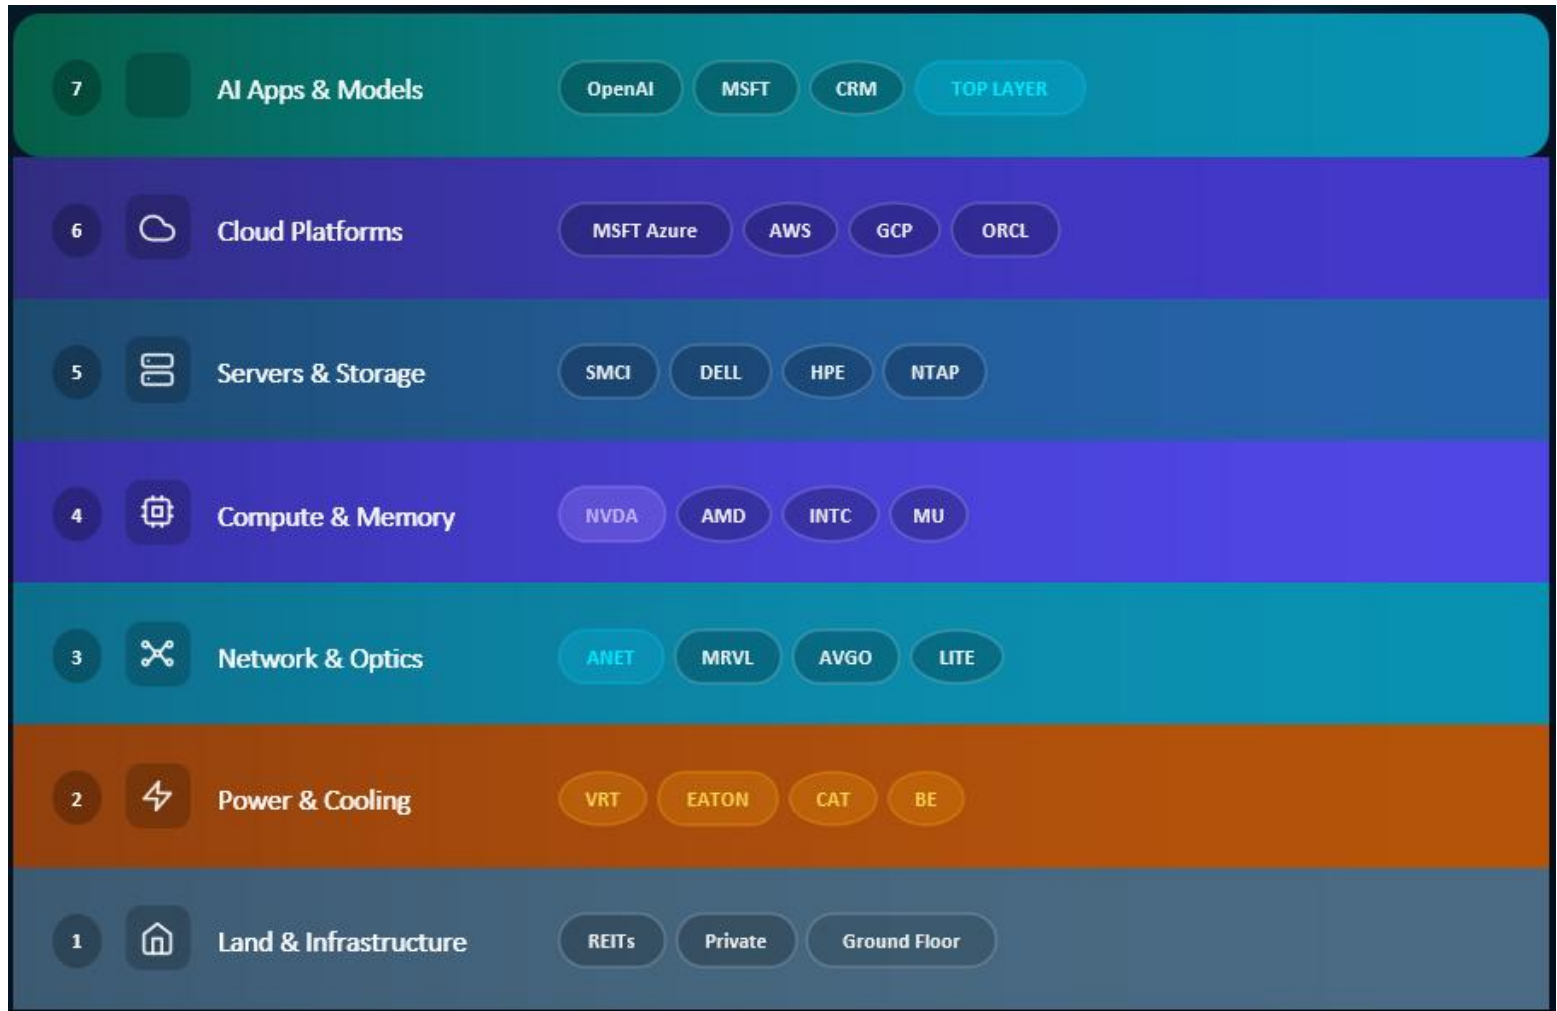 7 AI Apps & Models OpenAI MSFT CRM TOP LAYER
6 Cloud Platforms MSFT Azure AWS GCP ORCL
5 Servers & Storage SMCI DELL HPE NTAP
4 Compute & Memory NVDA AMD INTC MU
3 Network & Optics ANET MRVL AVGO LITE
2 Power & Cooling VRT EATON CAT BE
1 Land & Infrastructure REITs Private Ground Floor